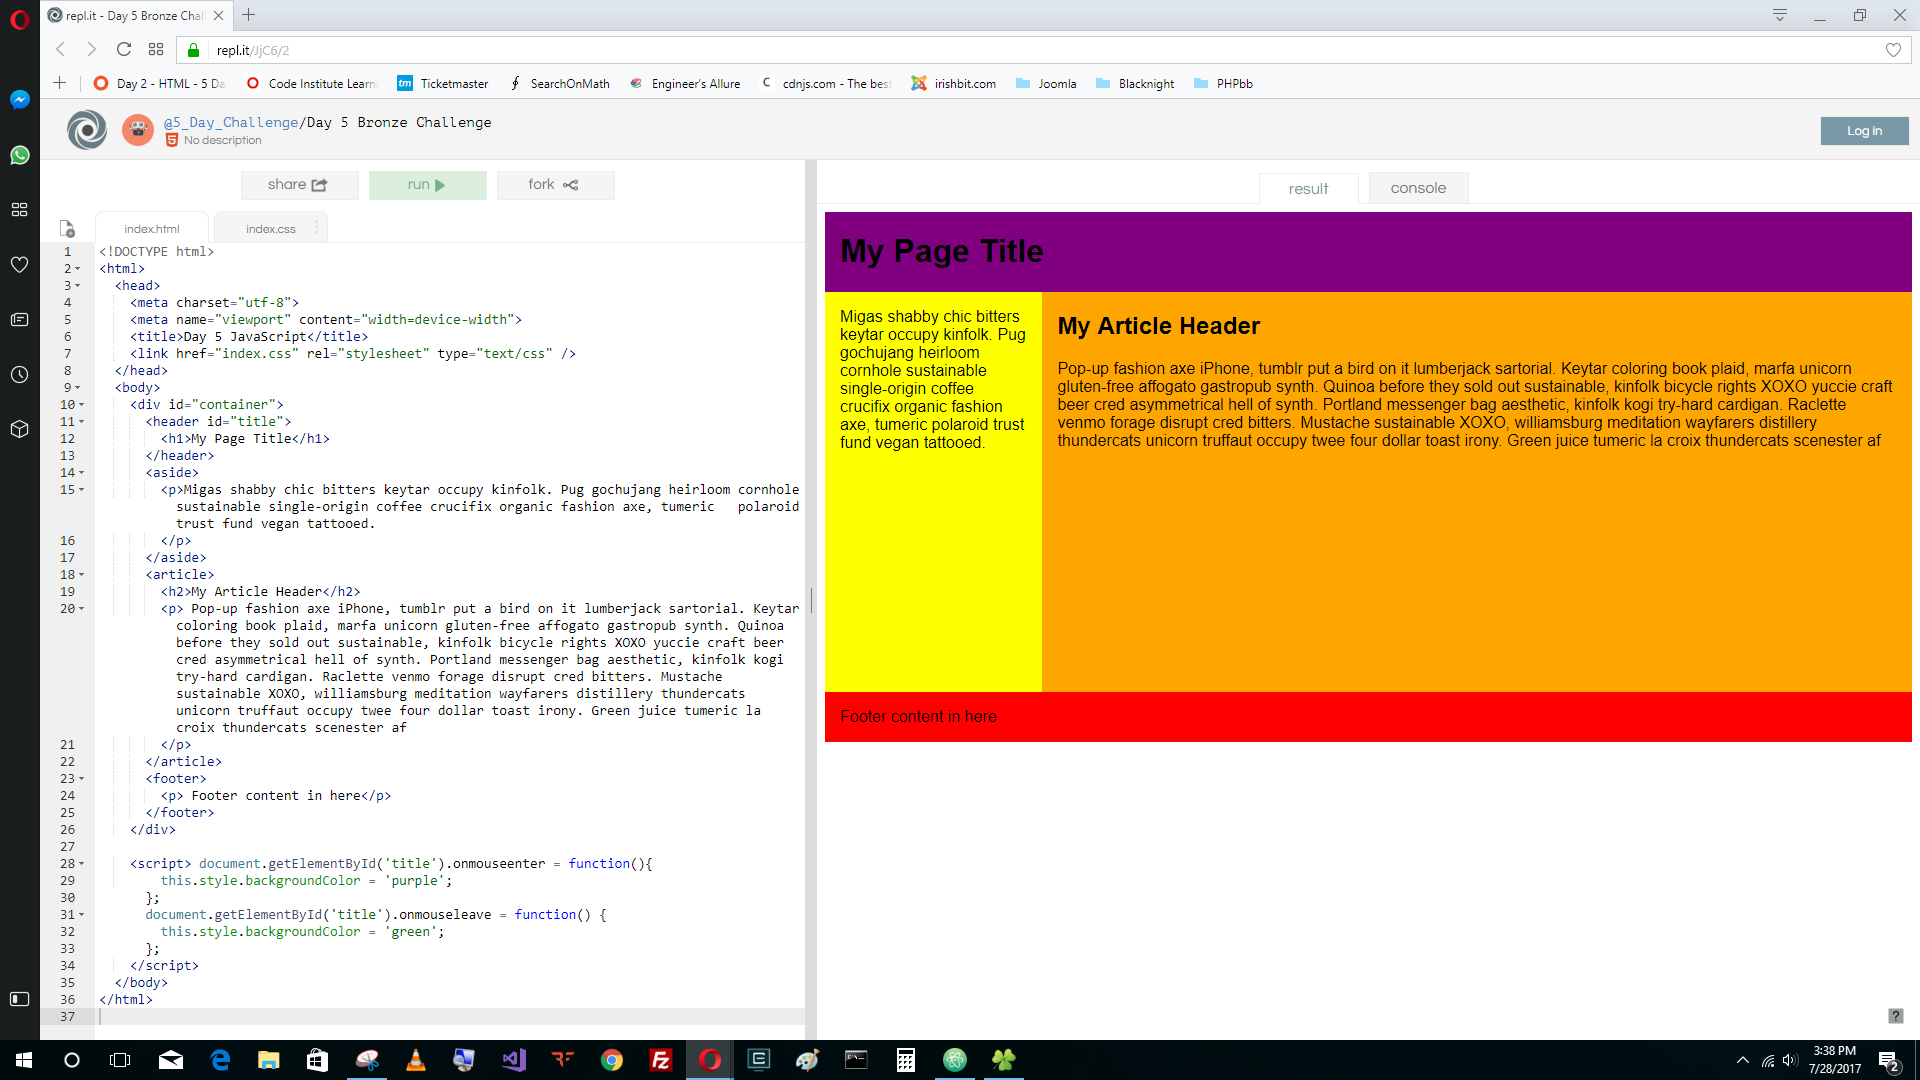 repl.it - Day 5 Bronze Chal
repl.it/JjC6/2
Day 2 - HTML - 5 Da
Code Institute Learni
tm Ticketmaster
SearchOnMath
Engineer's Allure
C cdnjs.com - The best
irishbit.com
Joomla
Blacknight
PHPbb
@5_Day_Challenge/Day 5 Bronze Challenge
No description
Log in
share
run
fork
result
console
index.html
index.css
1 <!DOCTYPE html>
2 <html>
3 <head>
4 <meta charset="utf-8">
5 <meta name="viewport" content="width=device-width">
6 <title>Day 5 JavaScript</title>
7 <link href="index.css" rel="stylesheet" type="text/css" />
8 </head>
9 <body>
10 <div id="container">
11 <header id="title">
12 <h1>My Page Title</h1>
13 </header>
14 <aside>
15 <p>Migas shabby chic bitters keytar occupy kinfolk. Pug gochujang heirloom cornhole
sustainable single-origin coffee crucifix organic fashion axe, tumeric   polaroid
trust fund vegan tattooed.
16 </p>
17 </aside>
18 <article>
19 <h2>My Article Header</h2>
20 <p> Pop-up fashion axe iPhone, tumblr put a bird on it lumberjack sartorial. Keytar
coloring book plaid, marfa unicorn gluten-free affogato gastropub synth. Quinoa
before they sold out sustainable, kinfolk bicycle rights XOXO yuccie craft beer
cred asymmetrical hell of synth. Portland messenger bag aesthetic, kinfolk kogi
try-hard cardigan. Raclette venmo forage disrupt cred bitters. Mustache
sustainable XOXO, williamsburg meditation wayfarers distillery thundercats
unicorn truffaut occupy twee four dollar toast irony. Green juice tumeric la
croix thundercats scenester af
21 </p>
22 </article>
23 <footer>
24 <p> Footer content in here</p>
25 </footer>
26 </div>
27
28 <script> document.getElementById('title').onmouseenter = function(){
29 this.style.backgroundColor = 'purple';
30 };
31 document.getElementById('title').onmouseleave = function() {
32 this.style.backgroundColor = 'green';
33 };
34 </script>
35 </body>
36 </html>
37
My Page Title
Migas shabby chic bitters
keytar occupy kinfolk. Pug
gochujang heirloom
cornhole sustainable
single-origin coffee
crucifix organic fashion
axe, tumeric polaroid trust
fund vegan tattooed.
My Article Header
Pop-up fashion axe iPhone, tumblr put a bird on it lumberjack sartorial. Keytar coloring book plaid, marfa unicorn
gluten-free affogato gastropub synth. Quinoa before they sold out sustainable, kinfolk bicycle rights XOXO yuccie craft
beer cred asymmetrical hell of synth. Portland messenger bag aesthetic, kinfolk kogi try-hard cardigan. Raclette
venmo forage disrupt cred bitters. Mustache sustainable XOXO, williamsburg meditation wayfarers distillery
thundercats unicorn truffaut occupy twee four dollar toast irony. Green juice tumeric la croix thundercats scenester af
Footer content in here
?
3:38 PM
7/28/2017
2